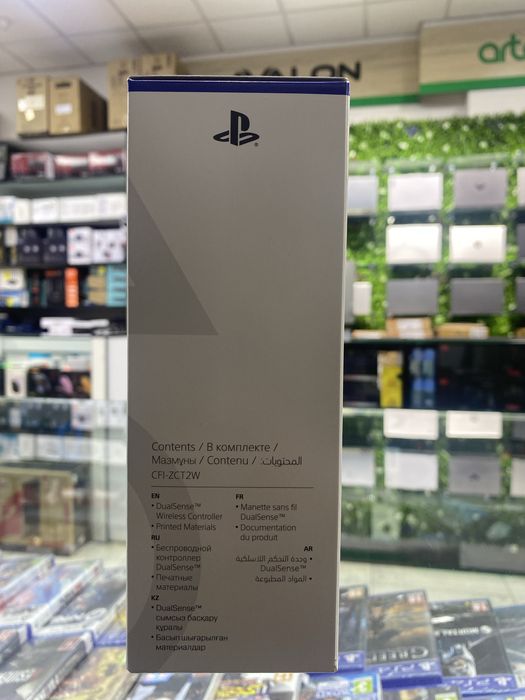 ALON
art
Contents / В комплекте /
Мазмұны / Contenu / المحتويات:
CFI-ZCT2W
EN
• DualSense™
Wireless Controller
• Printed Materials
RU
• Беспроводной
контроллер
DualSense™
• Печатные
материалы
KZ
• DualSense™
сымсыз басқару
құралы
• Басып шығарылған
материалдар
FR
• Manette sans fil
DualSense™
• Documentation
du produit
AR
• وحدة التحكم اللاسلكية
DualSense™
• المواد المطبوعة